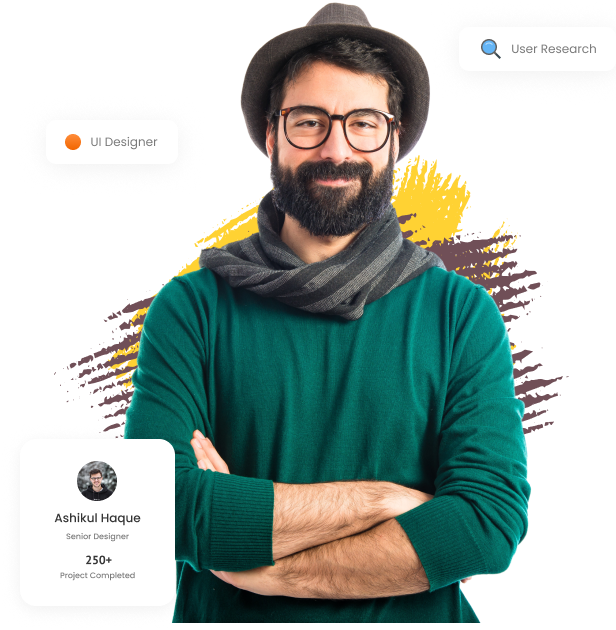 User Research
UI Designer
Ashikul Haque
Senior Designer
250+
Project Completed